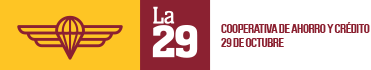 La
29
COOPERATIVA DE AHORRO Y CRÉDITO
29 DE OCTUBRE